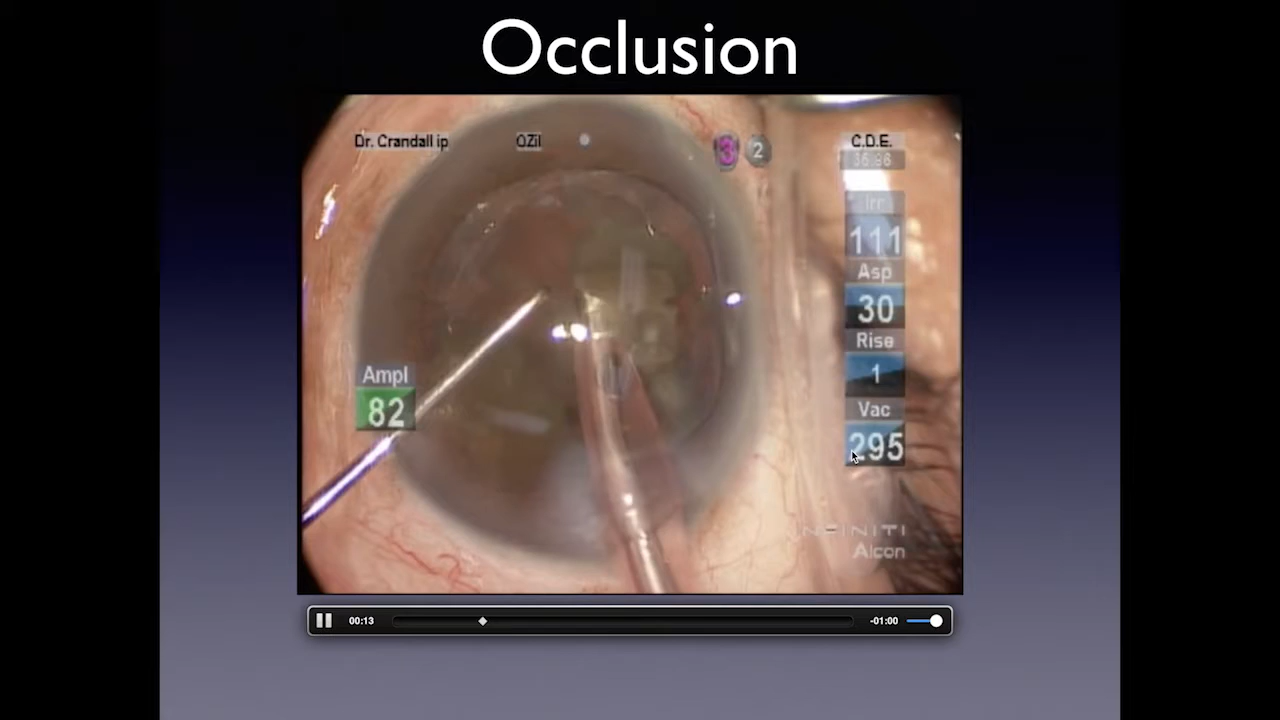 Occlusion
Dr. Crandall ip
OZil
3
2
C.D.E.
Irr
111
Asp
30
Rise
1
Ampl
82
Vac
295
INFINITI
Alcon
00:13
-01:00